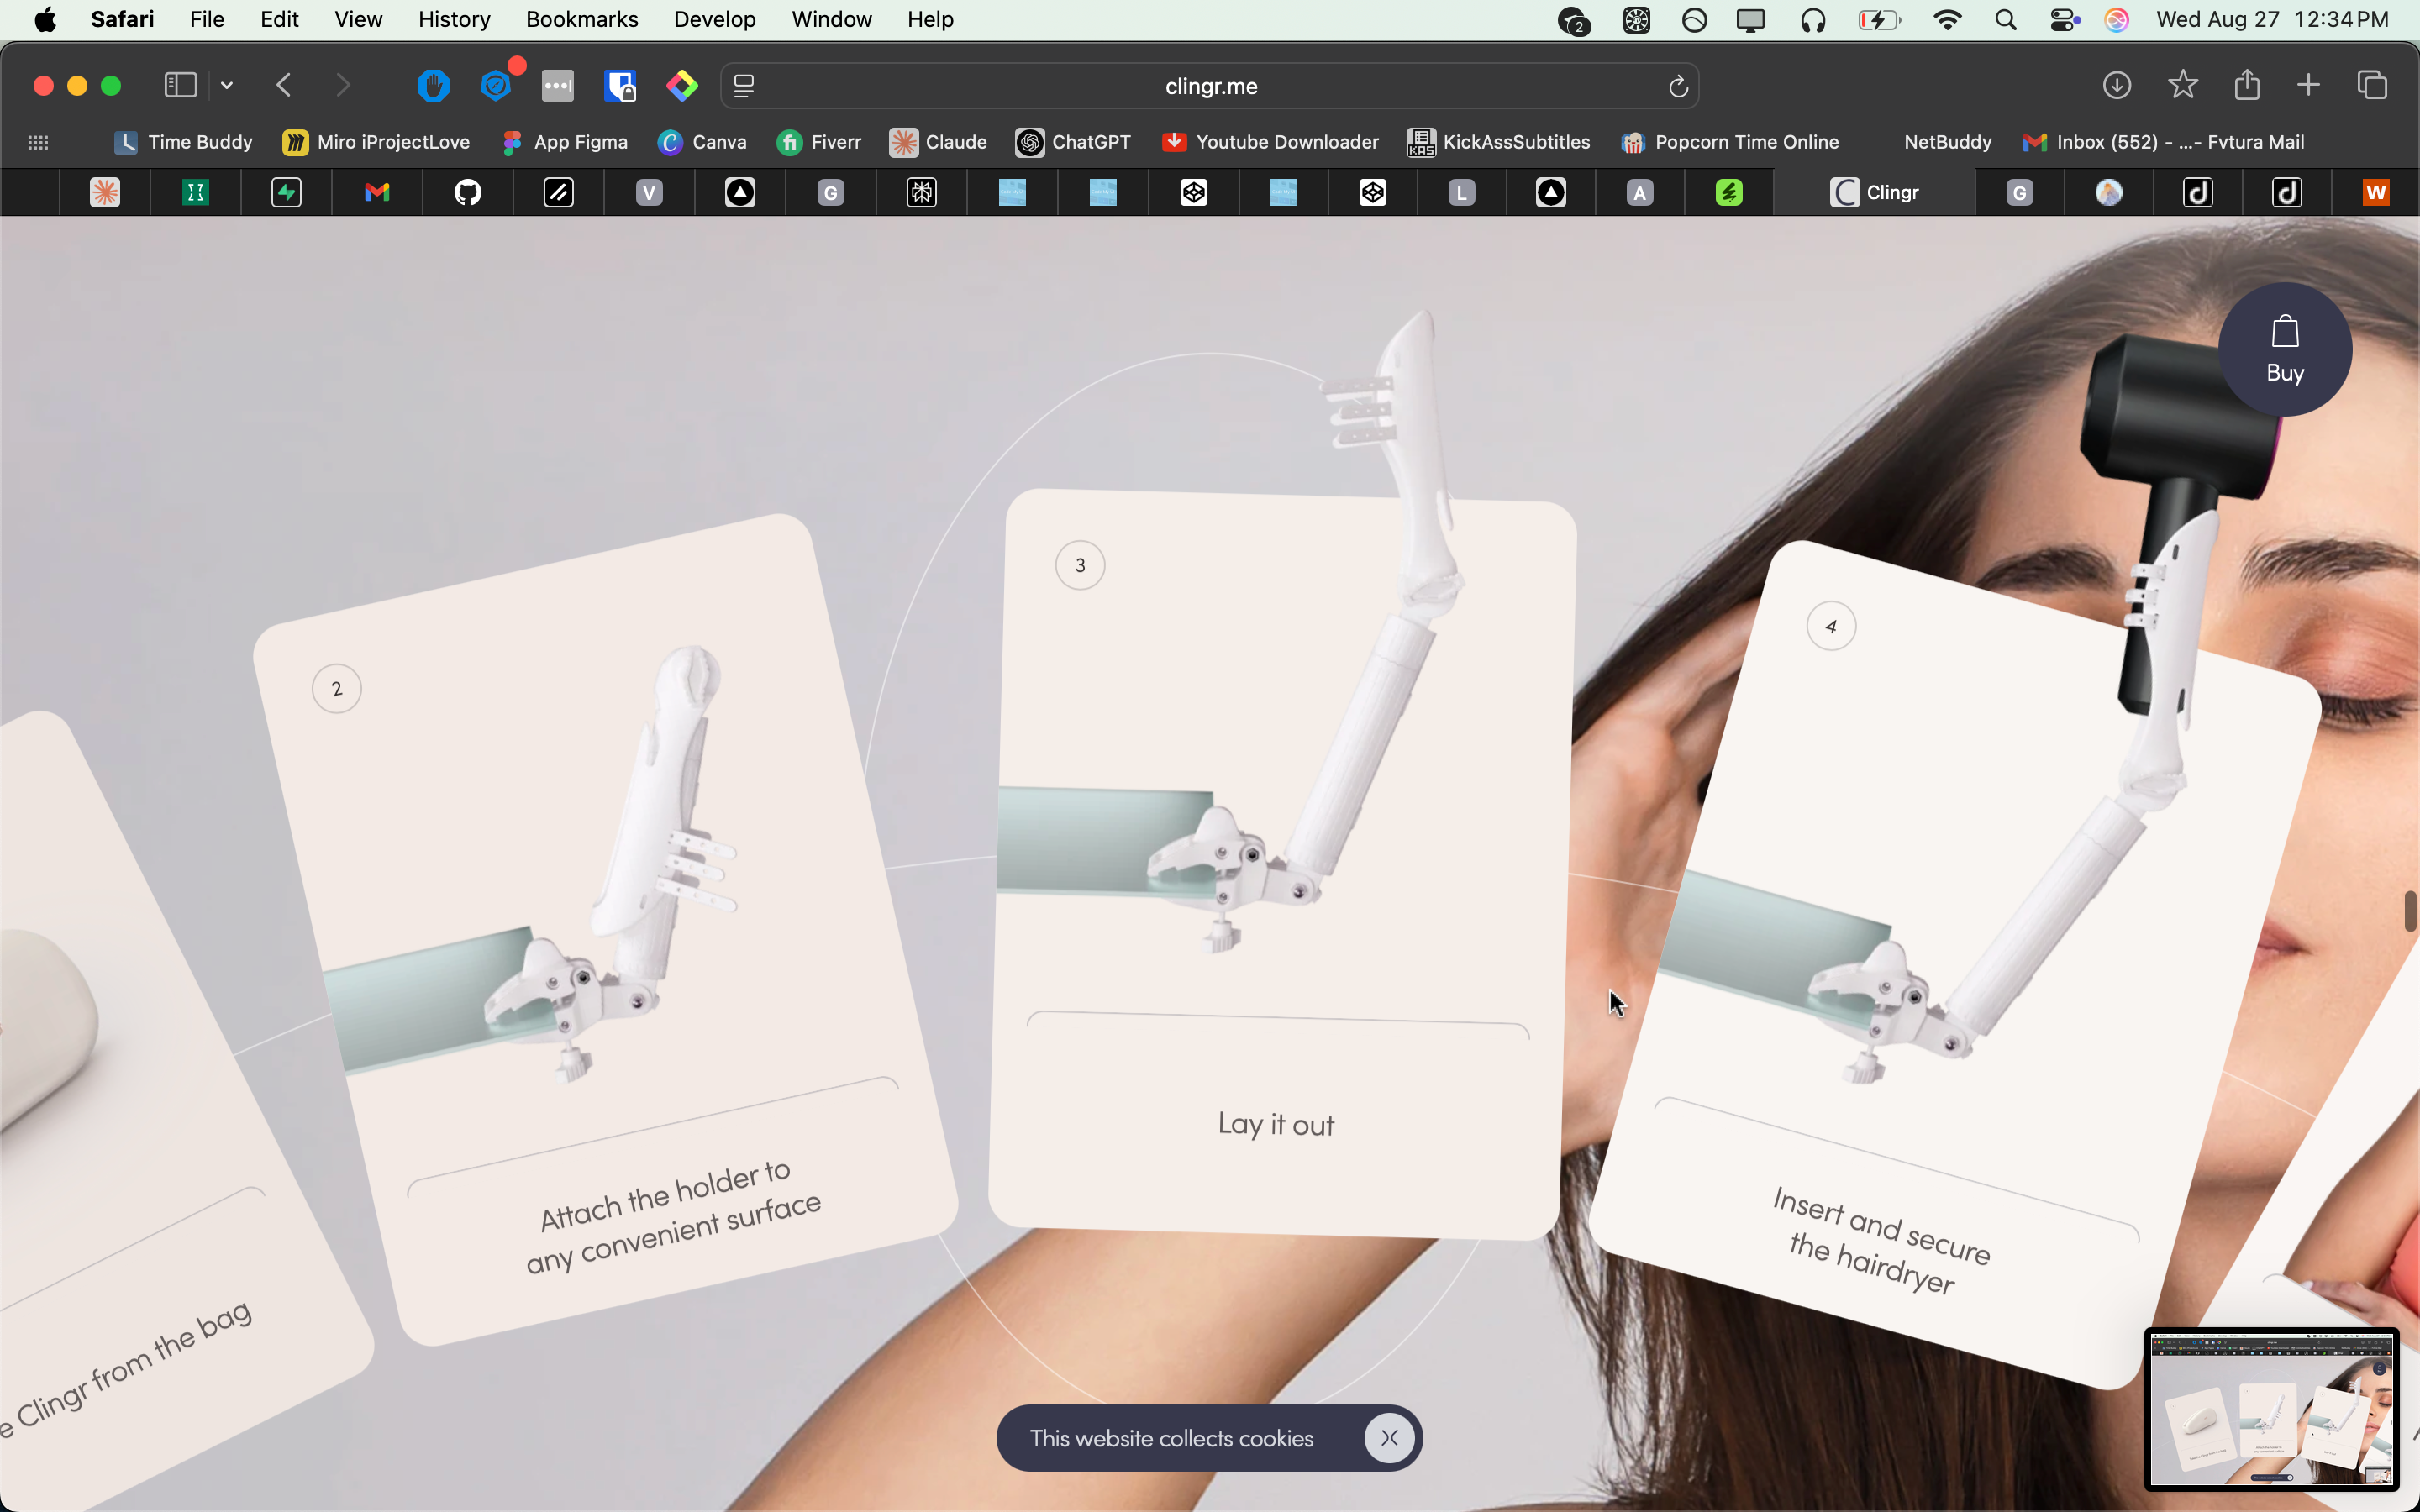 Safari File Edit View History Bookmarks Develop Window Help 2 Wed Aug 27 12:34 PM
clingr.me
Time Buddy Miro iProjectLove App Figma Canva Fiverr Claude ChatGPT Youtube Downloader KickAssSubtitles Popcorn Time Online NetBuddy Inbox (552) - ...- Fvtura Mail
V G L A Clingr G W
Buy
2
3
4
e Clingr from the bag
Attach the holder to
any convenient surface
Lay it out
Insert and secure
the hairdryer
This website collects cookies